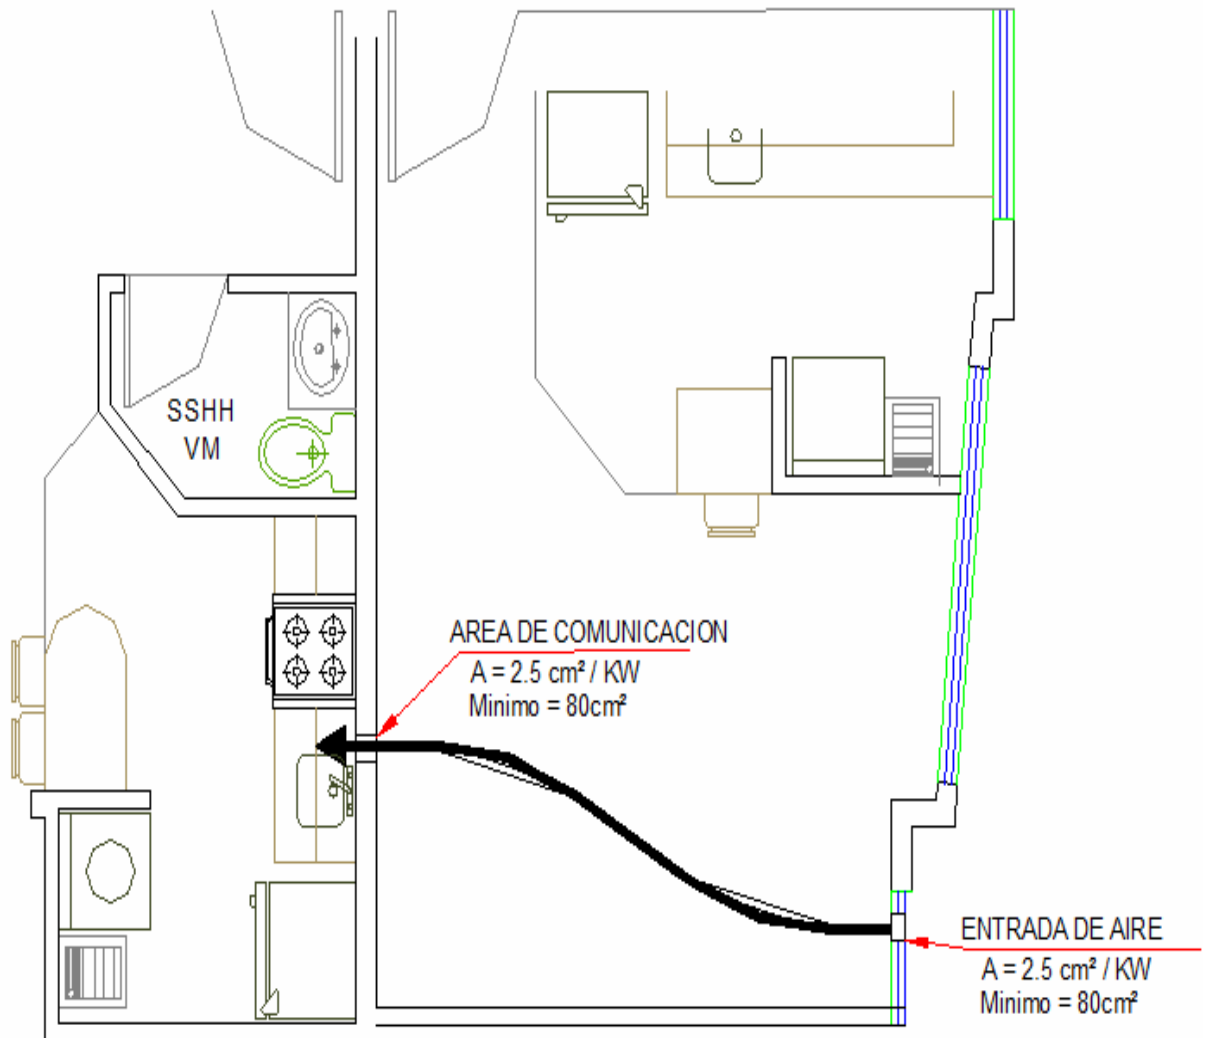 SSHH
VM
AREA DE COMUNICACION
A = 2.5 cm² / KW
Minimo = 80cm²
ENTRADA DE AIRE
A = 2.5 cm² / KW
Minimo = 80cm²